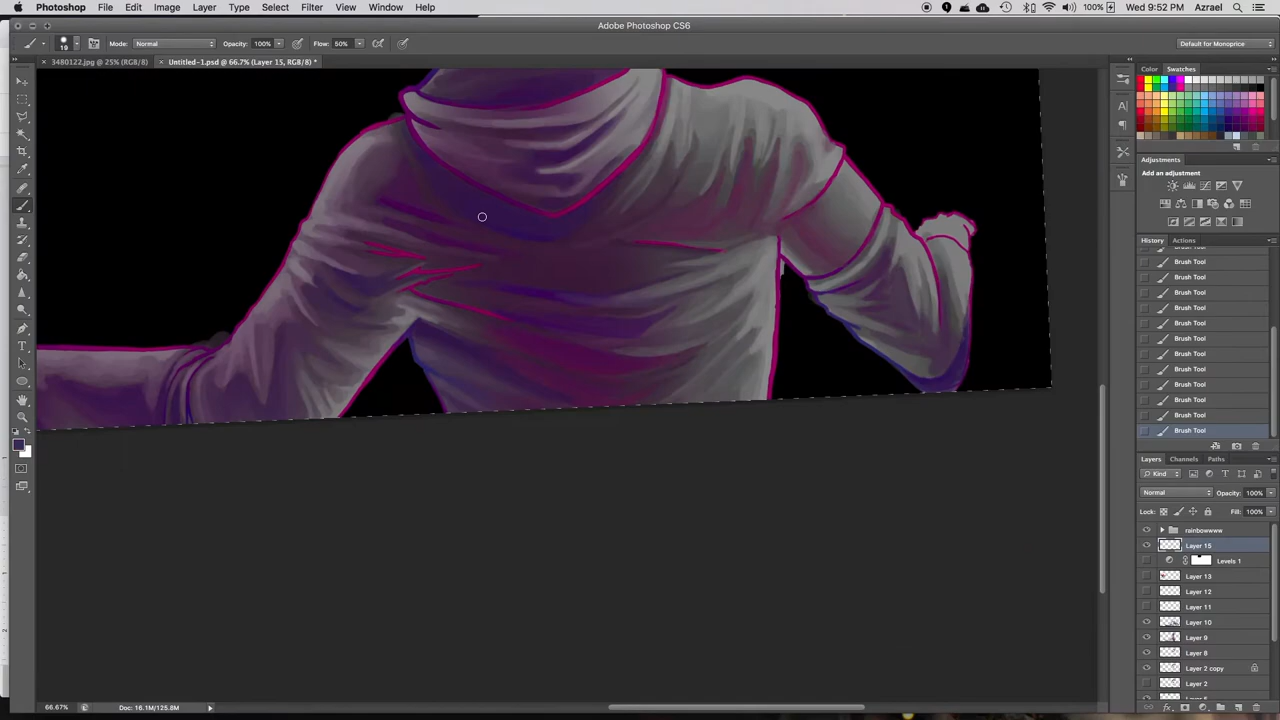 Photoshop File Edit Image Layer Type Select Filter View Window Help 100% Wed 9:52 PM Azrael
Adobe Photoshop CS6
19 Mode: Normal Opacity: 100% Flow: 50% Default for Monoprice
3480122.jpg @ 25% (RGB/8) Untitled-1.psd @ 66.7% (Layer 15, RGB/8) *
Color Swatches
Adjustments
Add an adjustment
History Actions
Brush Tool
Brush Tool
Brush Tool
Brush Tool
Brush Tool
Brush Tool
Brush Tool
Brush Tool
Brush Tool
Brush Tool
Brush Tool
Brush Tool
Layers Channels Paths
Kind
Normal Opacity: 100%
Lock: Fill: 100%
rainbowwww
Layer 15
Levels 1
Layer 13
Layer 12
Layer 11
Layer 10
Layer 9
Layer 8
Layer 2 copy
Layer 2
66.67% Doc: 16.1M/125.8M